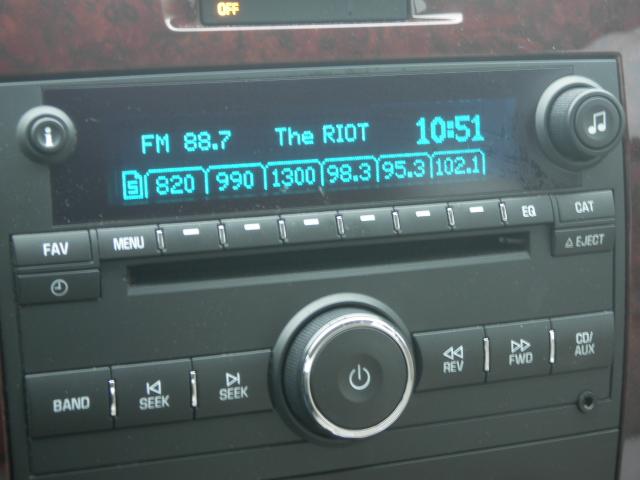 OFF
FM 88.7 The RIOT 10:51
5 820 990 1300 98.3 95.3 102.1
FAV MENU EQ CAT
EJECT
BAND SEEK SEEK REV FWD CD/
AUX